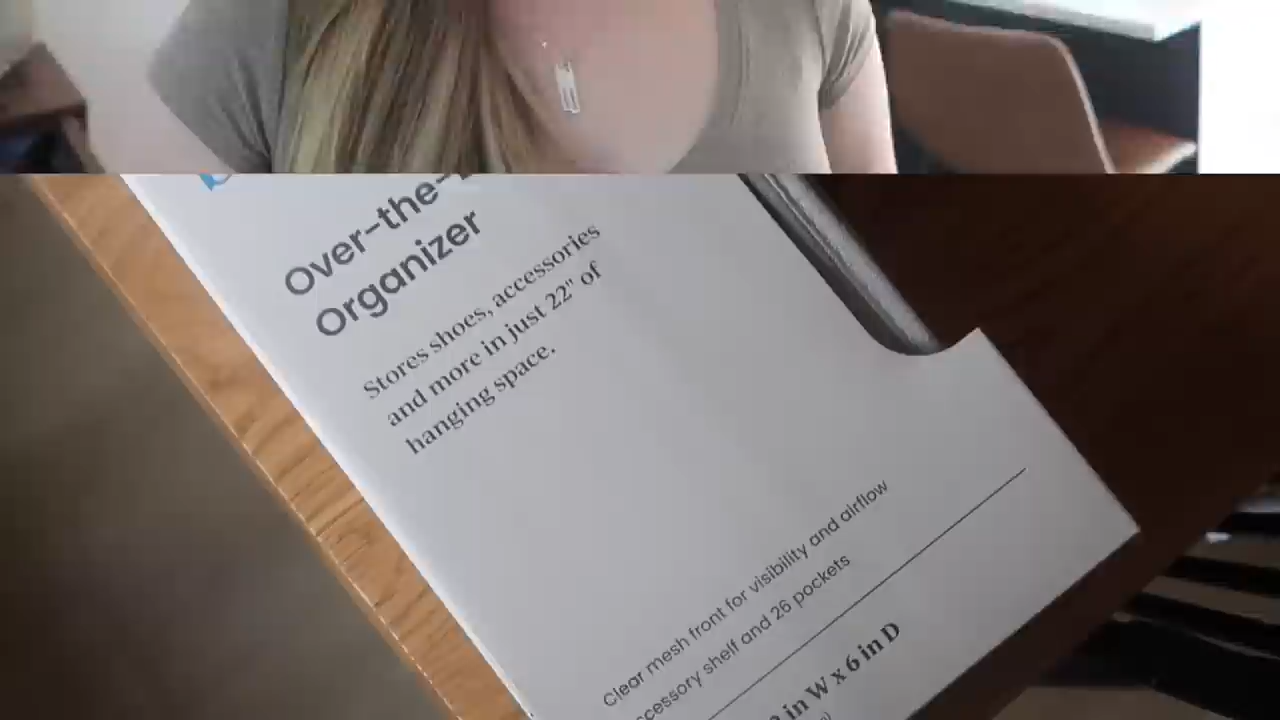 Over-the-
Organizer
Stores shoes, accessories
and more in just 22" of
hanging space.
Clear mesh front for visibility and airflow
shelf and 26 pockets
in W x 6 in D